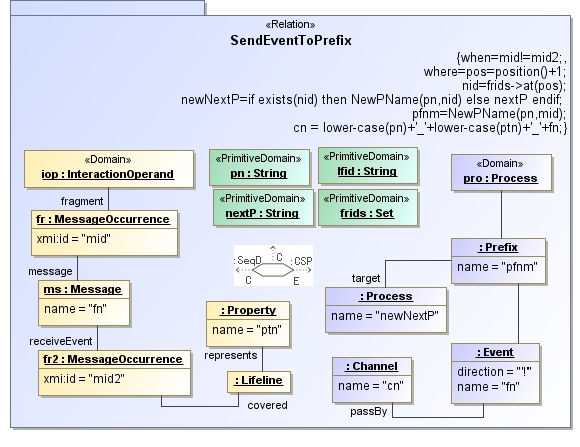 «Relation»
SendEventToPrefix
{when=mid!=mid2;,
where=pos=position()+1;
nid=frids->at(pos);
newNextP=if exists(nid) then NewPName(pn,nid) else nextP endif;
pfnm=NewPName(pn,mid);
cn = lower-case(pn)+'_'+lower-case(ptn)+'_'+fn;}
«Domain»
iop : InteractionOperand
«PrimitiveDomain»
pn : String
«PrimitiveDomain»
lfid : String
«Domain»
pro : Process
fragment
«PrimitiveDomain»
nextP : String
«PrimitiveDomain»
frids : Set
fr : MessageOccurrence
xmi:id = "mid"
: Prefix
name = "pfnm"
:SeqD
C
:CSP
C
E
message
target
ms : Message
name = "fn"
: Process
name = "newNextP"
: Property
name = "ptn"
receiveEvent
represents
fr2 : MessageOccurrence
xmi:id = "mid2"
: Lifeline
covered
: Channel
name = "cn"
passBy
: Event
direction = "!"
name = "fn"